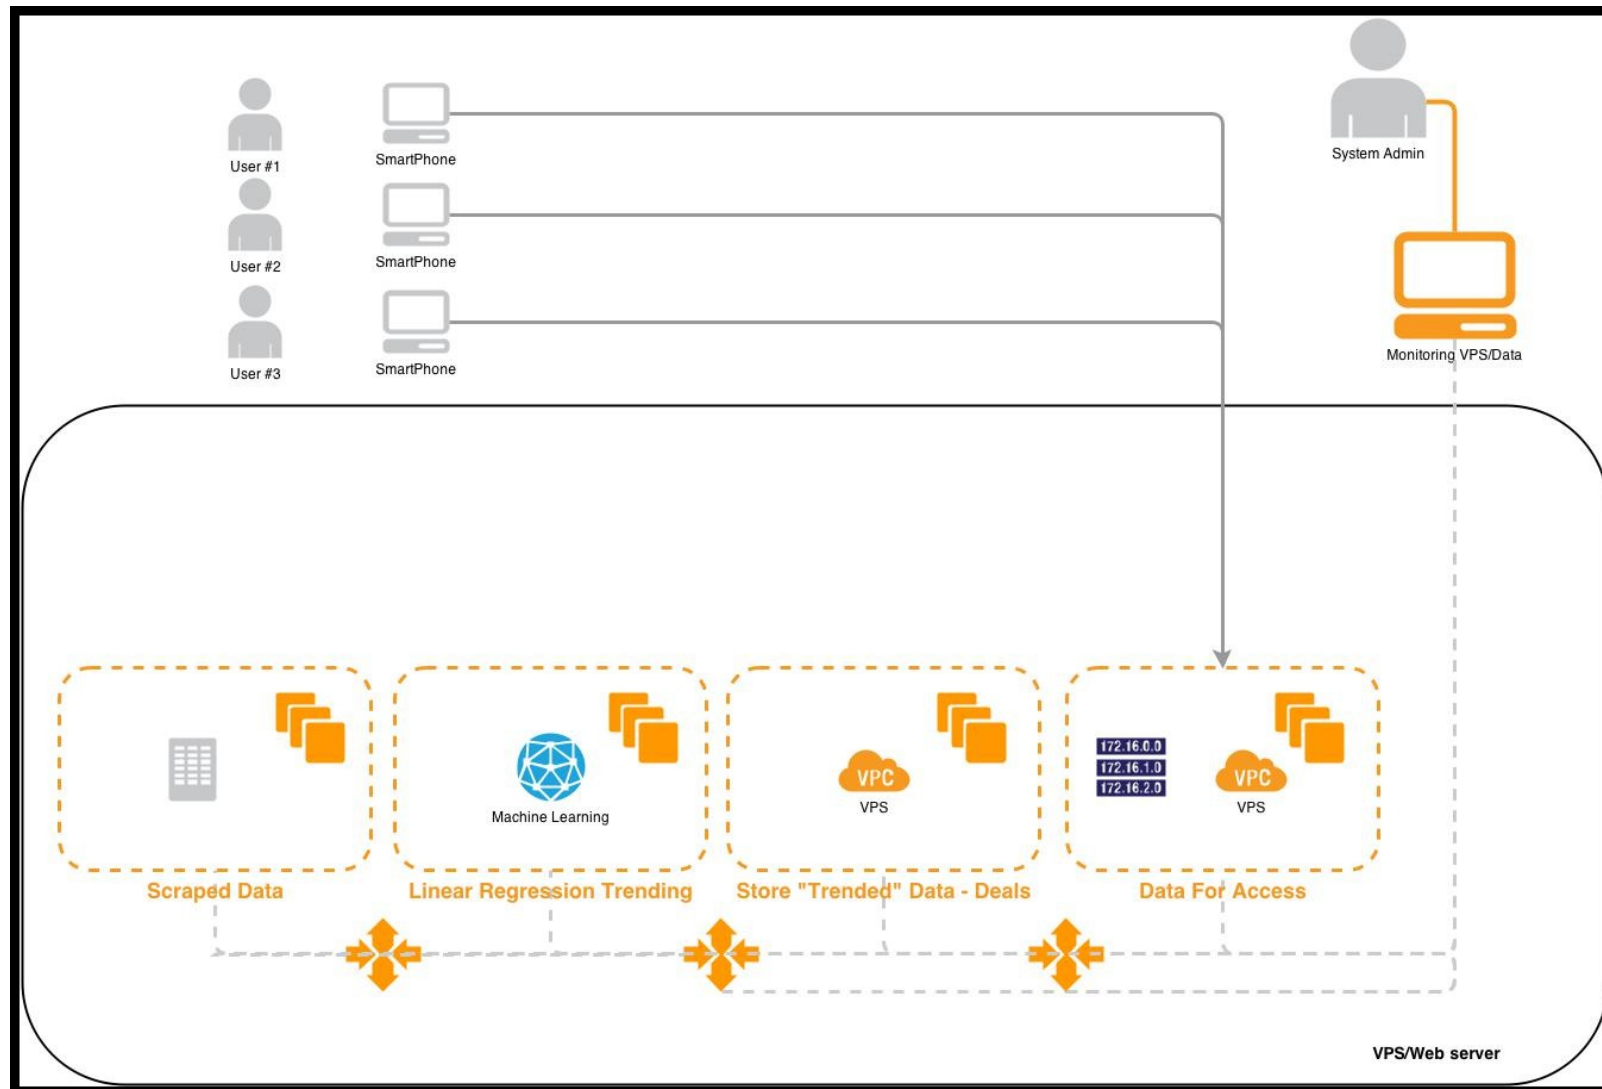 User #1
SmartPhone
System Admin
User #2
SmartPhone
User #3
SmartPhone
Monitoring VPS/Data
172.16.0.0
172.16.1.0
172.16.2.0
VPC
VPC
Machine Learning
VPS
VPS
Scraped Data
Linear Regression Trending
Store "Trended" Data - Deals
Data For Access
VPS/Web server